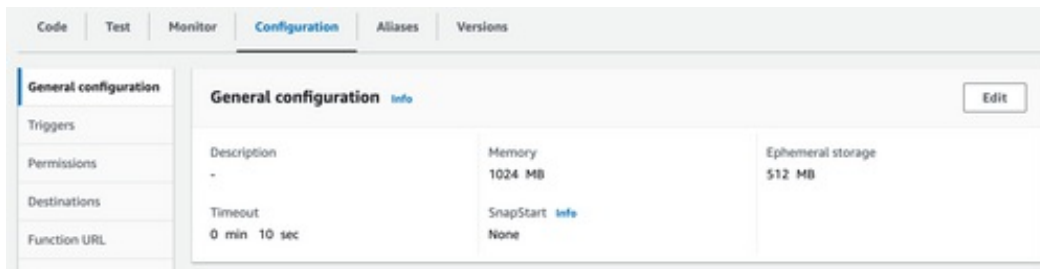 Code Test Monitor Configuration Aliases Versions
General configuration
Triggers
Permissions
Destinations
Function URL
General configuration Info
Edit
Description
-
Memory
1024 MB
Ephemeral storage
512 MB
Timeout
0 min 10 sec
SnapStart Info
None